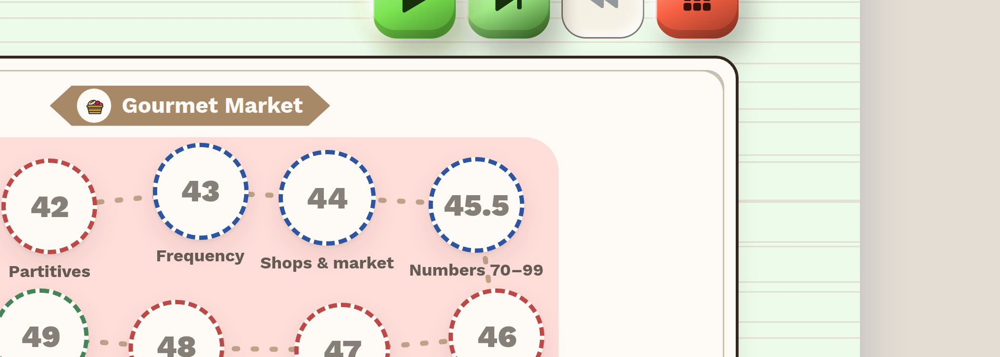 Gourmet Market
42
43
44
45.5
Partitives
Frequency
Shops & market
Numbers 70–99
49
48
47
46